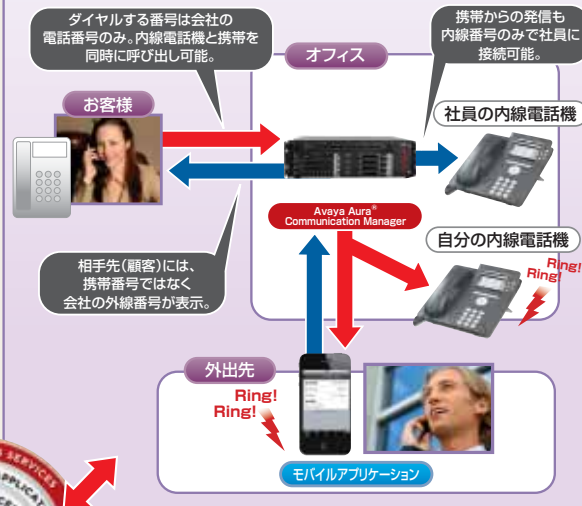 ダイヤルする番号は会社の
電話番号のみ。内線電話機と携帯を
同時に呼び出し可能。
携帯からの発信も
内線番号のみで社員に
接続可能。
オフィス
お客様
社員の内線電話機
Avaya Aura®
Communication Manager
自分の内線電話機
Ring!
Ring!
相手先(顧客)には、
携帯番号ではなく
会社の外線番号が表示。
外出先
Ring!
Ring!
モバイルアプリケーション
SERVICES